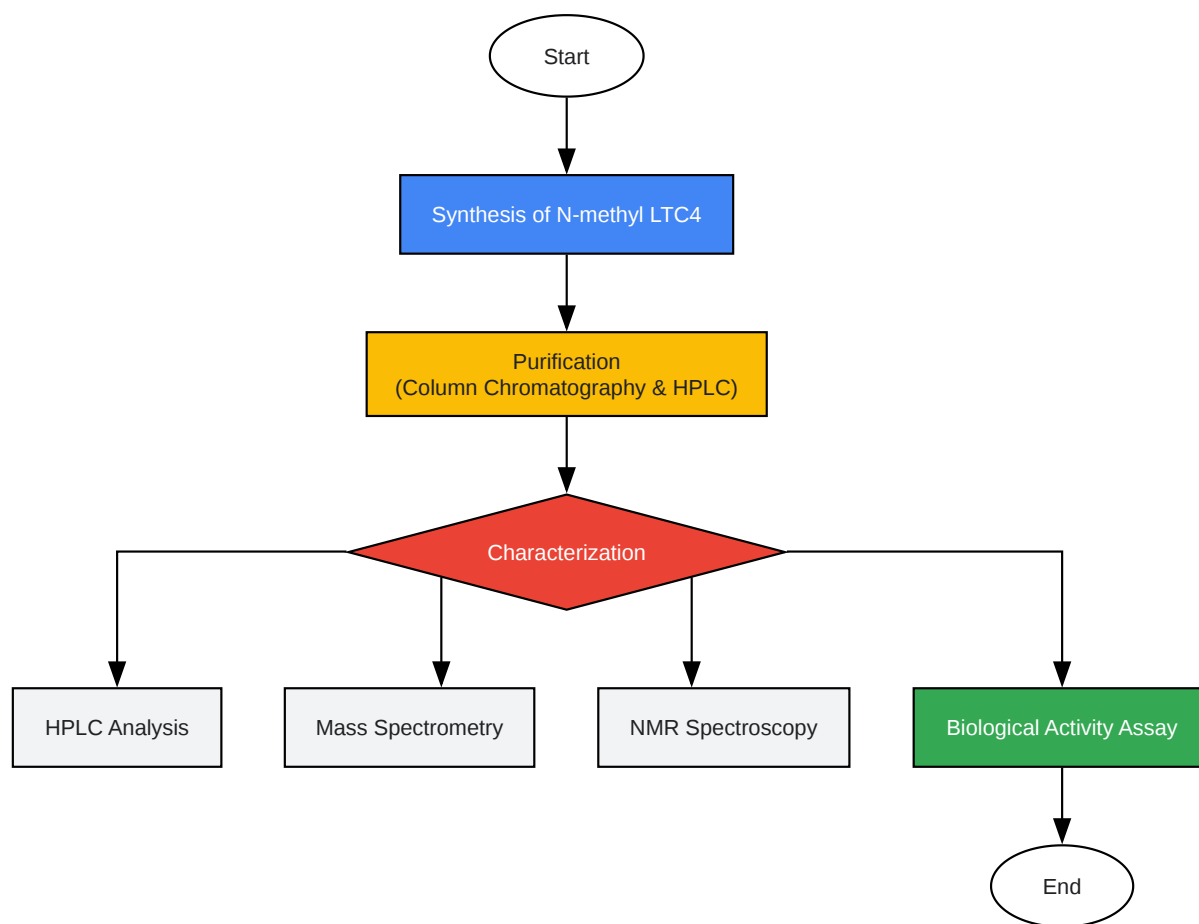 Start
Synthesis of N-methyl LTC4
Purification
(Column Chromatography & HPLC)
Characterization
HPLC Analysis
Mass Spectrometry
NMR Spectroscopy
Biological Activity Assay
End